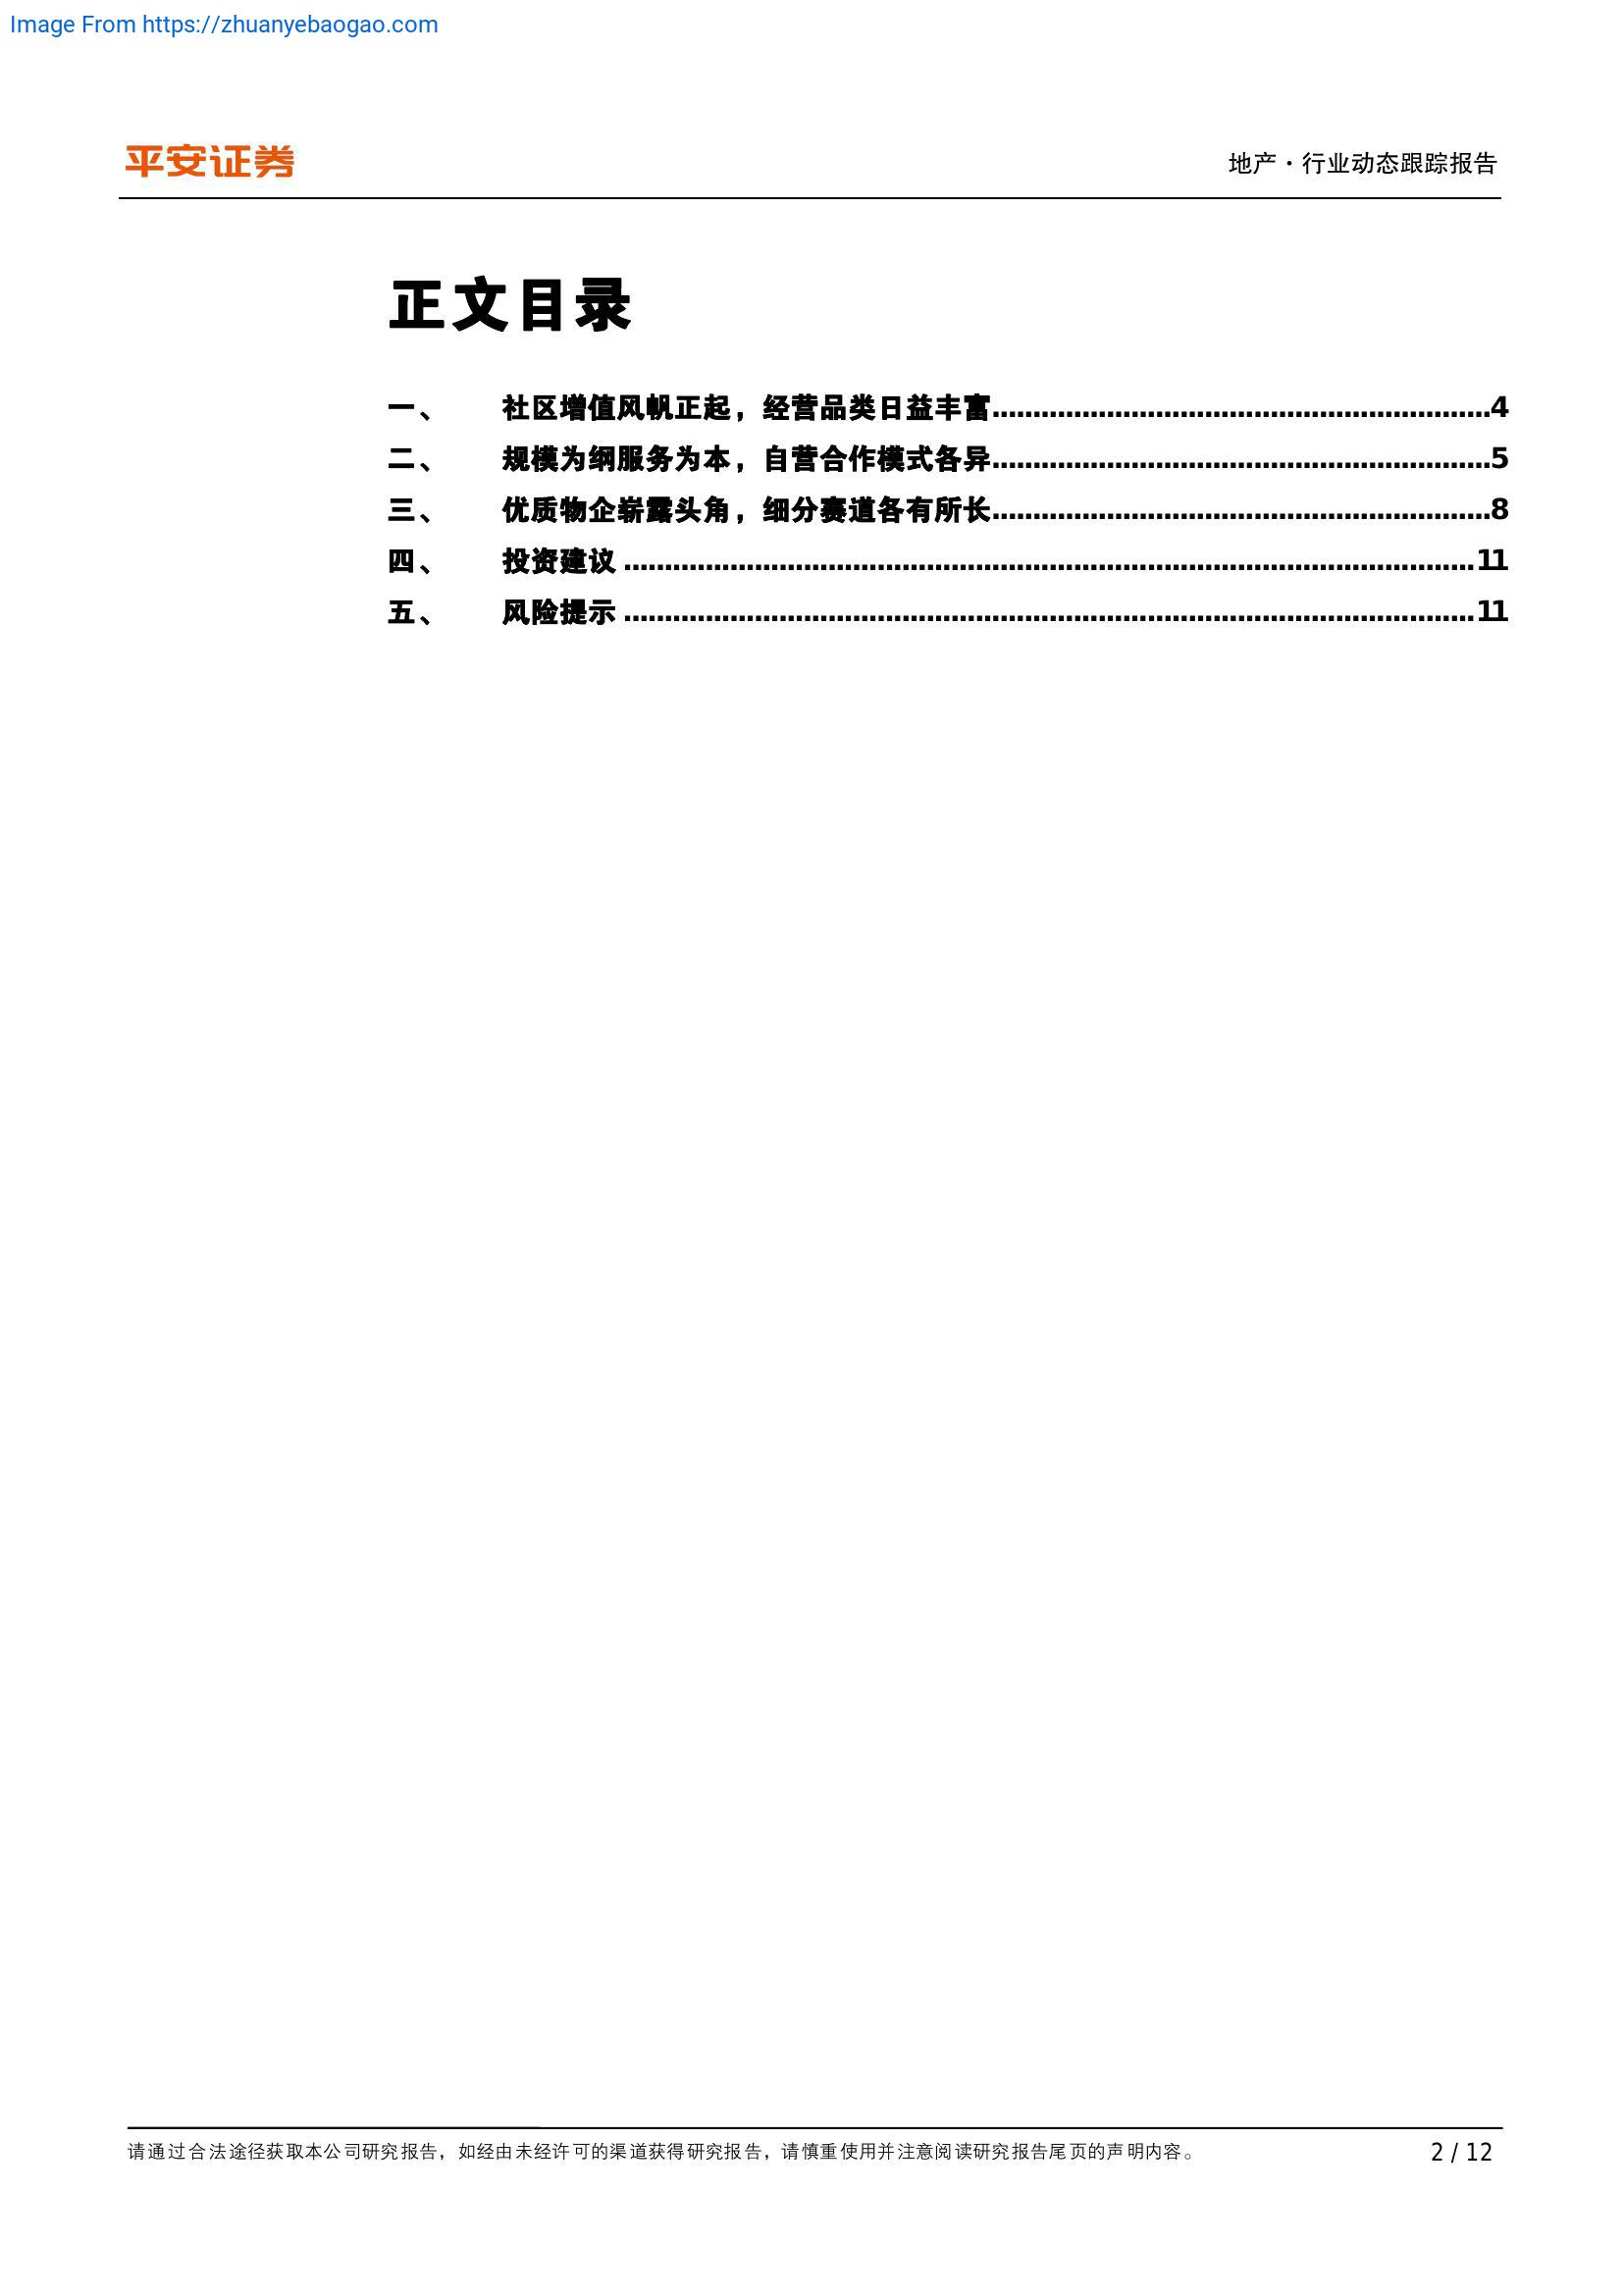 Image From https://zhuanyebaogao.com
平安证券
地产·行业动态跟踪报告
正文目录
一、 社区增值风帆正起，经营品类日益丰富 4
二、 规模为纲服务为本，自营合作模式各异 5
三、 优质物企崭露头角，细分赛道各有所长 8
四、 投资建议 11
五、 风险提示 11
请通过合法途径获取本公司研究报告，如经由未经许可的渠道获得研究报告，请慎重使用并注意阅读研究报告尾页的声明内容。
2 / 12